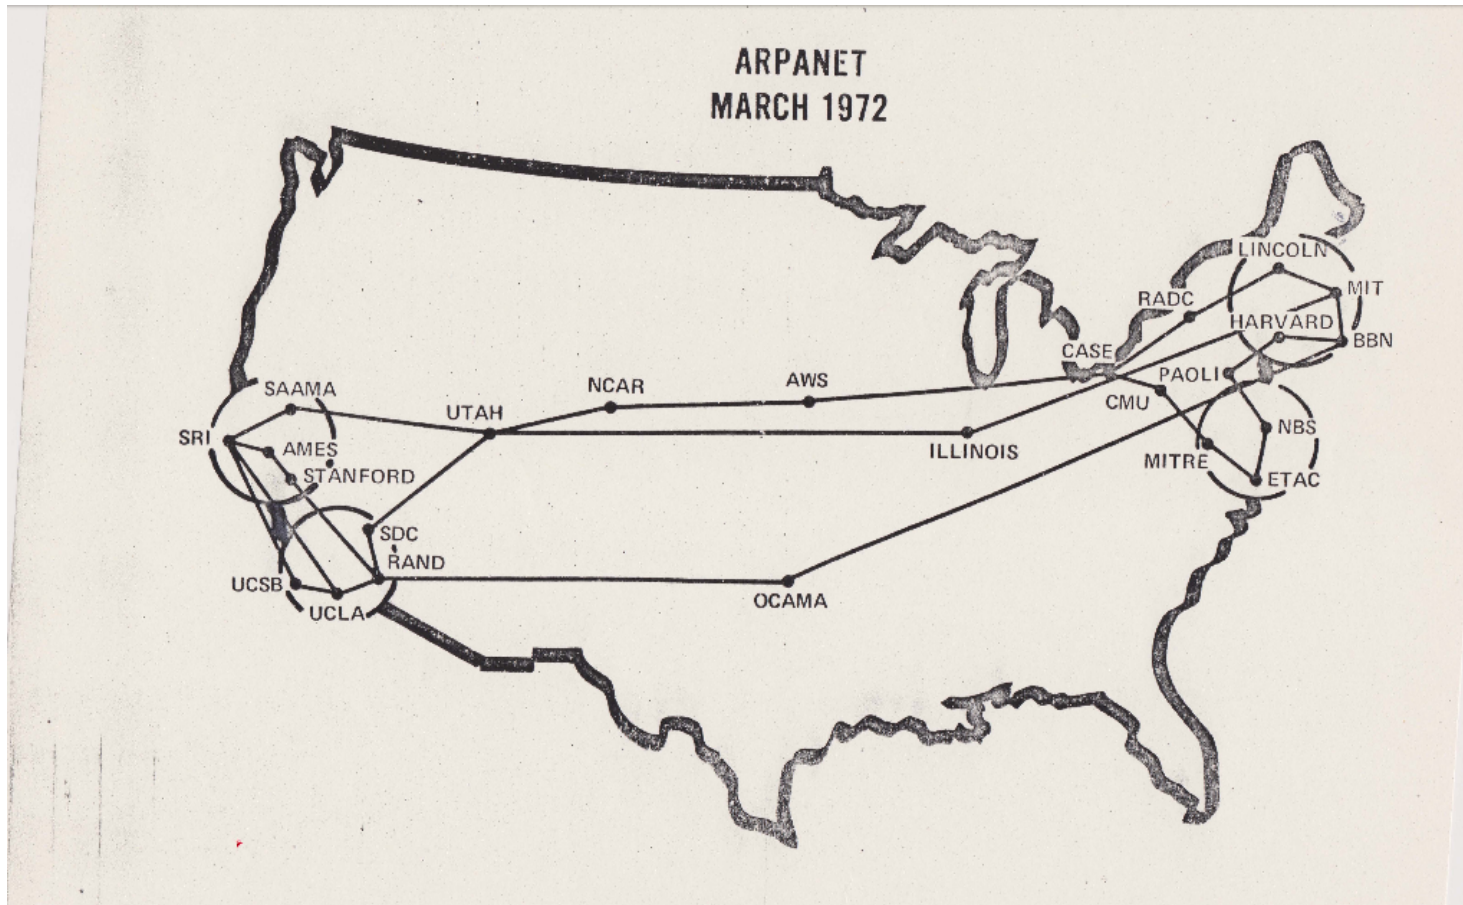 ARPANET
MARCH 1972
LINCOLN
MIT
RADC
HARVARD
BBN
CASE
PAOLI
AWS
NCAR
SAAMA
CMU
UTAH
NBS
SRI
AMES
ILLINOIS
MITRE
STANFORD
ETAC
SDC
RAND
UCSB
OCAMA
UCLA